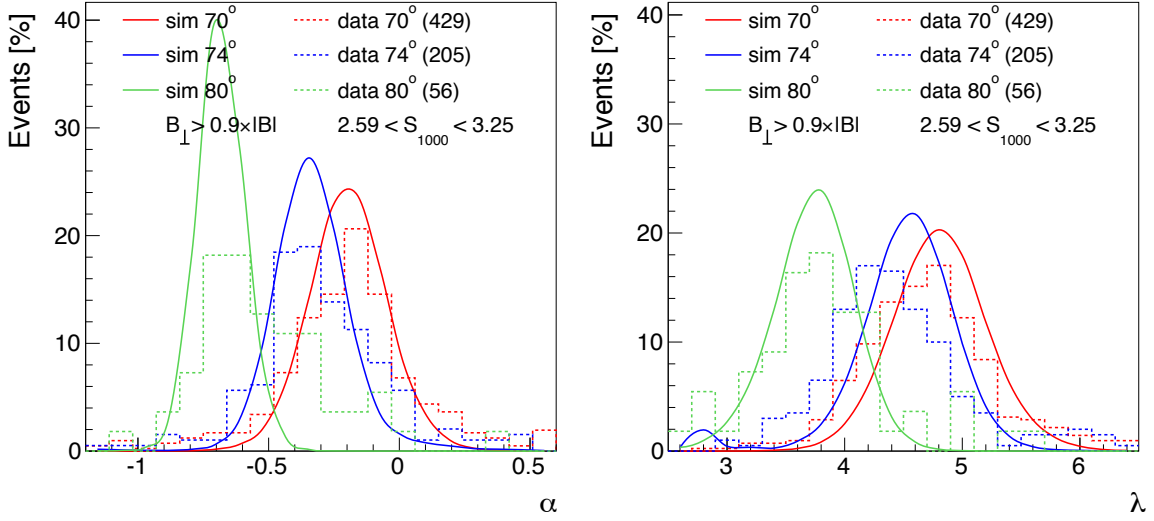 Events [%]
40
30
20
10
0
sim 70° data 70° (429)
sim 74° data 74° (205)
sim 80° data 80° (56)
B⊥ > 0.9×|B| 2.59 < S1000 < 3.25
-1 -0.5 0 0.5
α
Events [%]
40
30
20
10
0
sim 70° data 70° (429)
sim 74° data 74° (205)
sim 80° data 80° (56)
B⊥ > 0.9×|B| 2.59 < S1000 < 3.25
3 4 5 6
λ